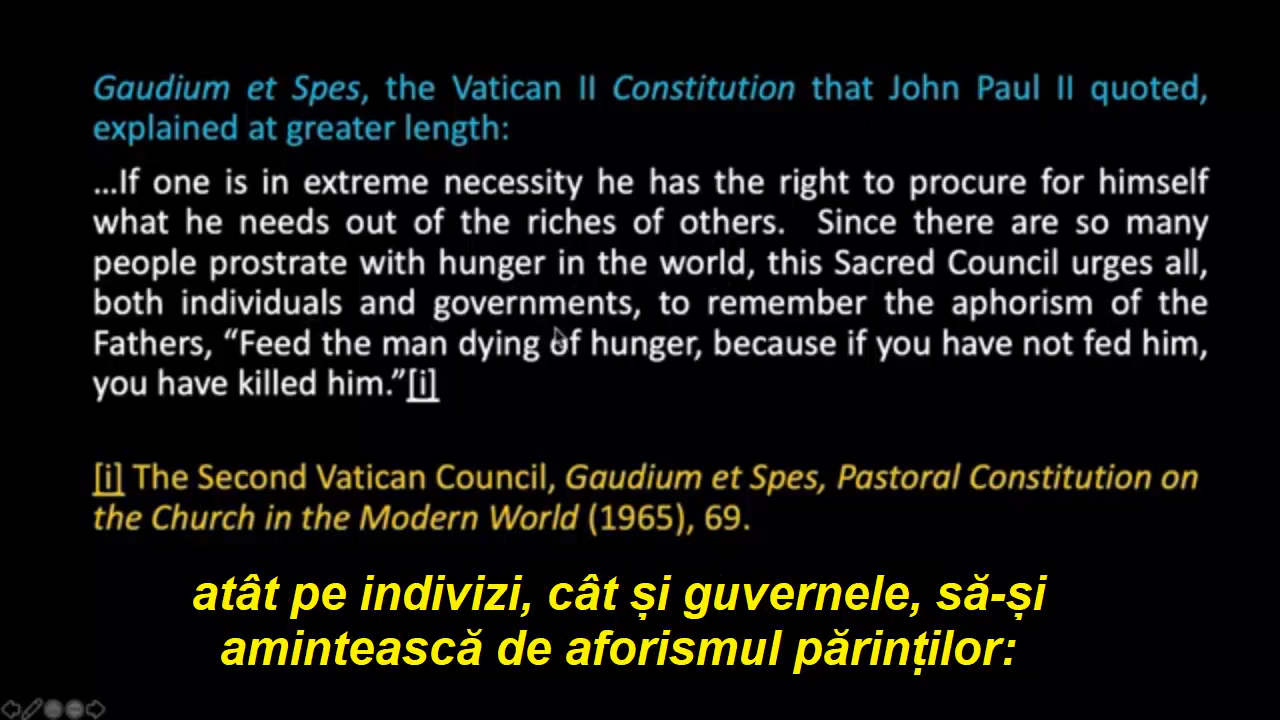 Gaudium et Spes, the Vatican II Constitution that John Paul II quoted,
explained at greater length:
...If one is in extreme necessity he has the right to procure for himself
what he needs out of the riches of others. Since there are so many
people prostrate with hunger in the world, this Sacred Council urges all,
both individuals and governments, to remember the aphorism of the
Fathers, “Feed the man dying of hunger, because if you have not fed him,
you have killed him.”[i]
[i] The Second Vatican Council, Gaudium et Spes, Pastoral Constitution on
the Church in the Modern World (1965), 69.
atât pe indivizi, cât și guvernele, să-și
amintească de aforismul părinților: